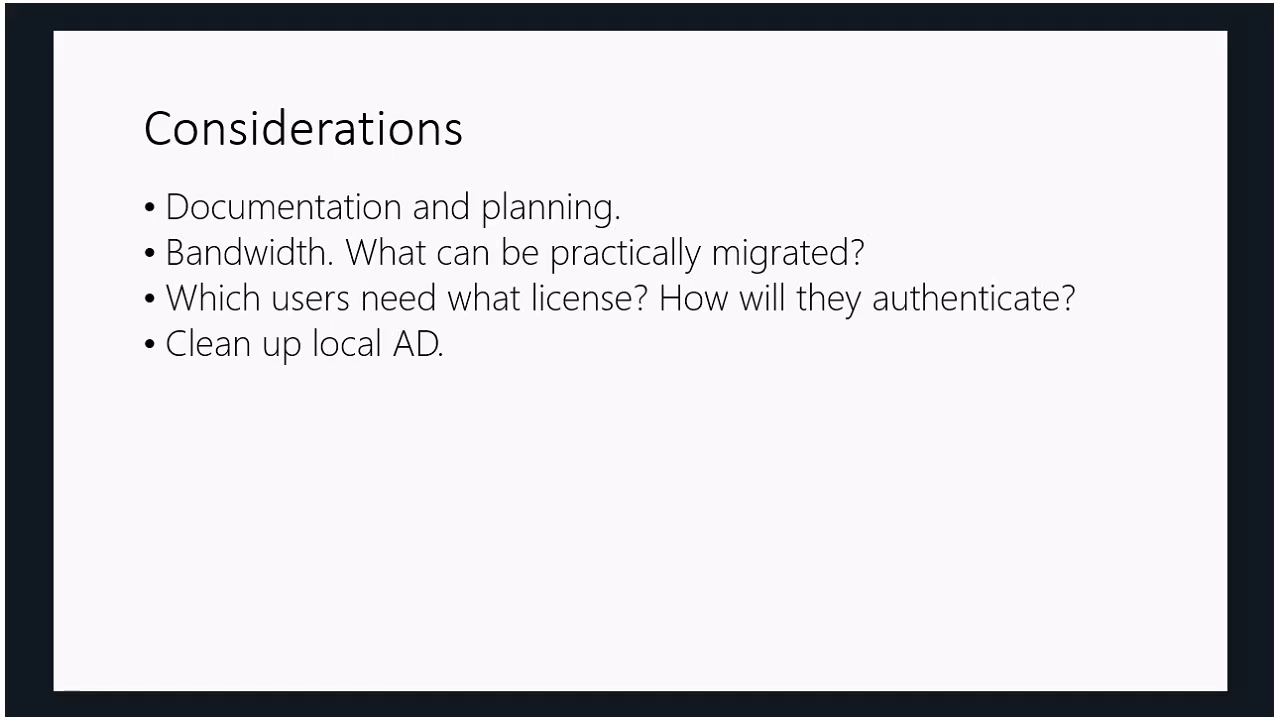 Considerations
• Documentation and planning.
• Bandwidth. What can be practically migrated?
• Which users need what license? How will they authenticate?
• Clean up local AD.